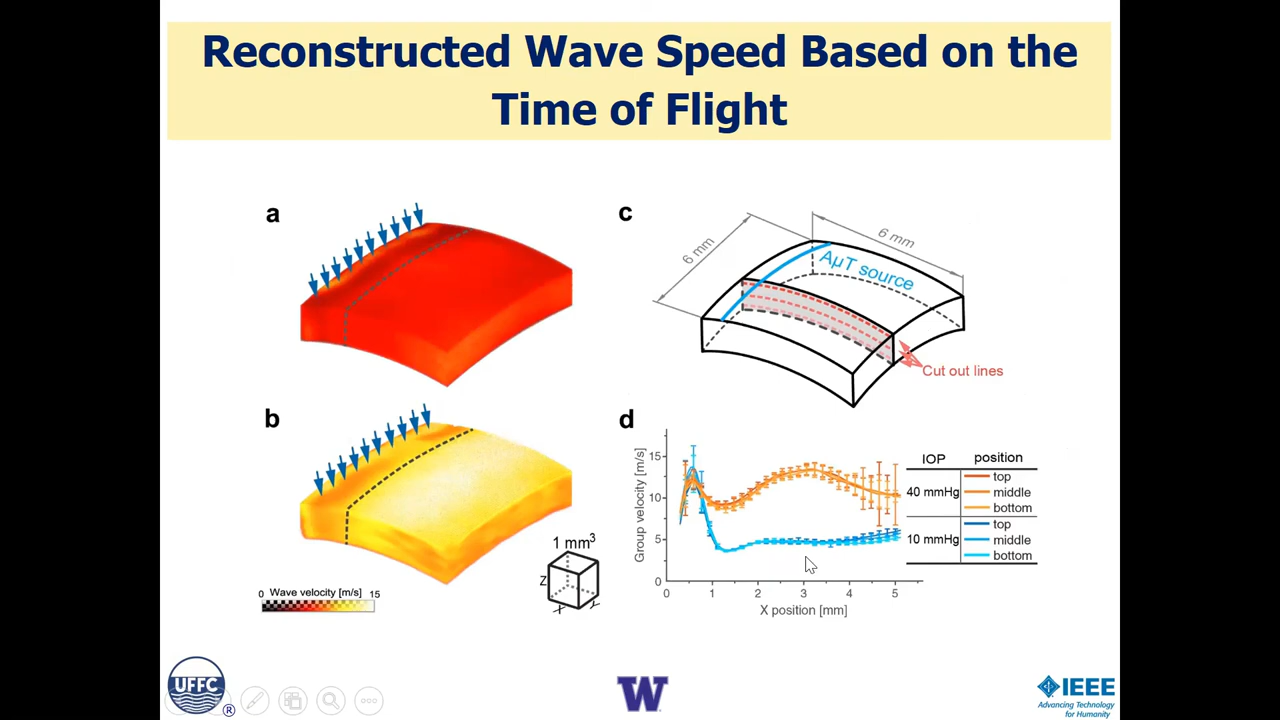 Reconstructed Wave Speed Based on the
Time of Flight
a
b
1 mm³
Z
X
Y
0 Wave velocity [m/s] 15
c
6 mm
6 mm
AμT source
Cut out lines
d
Group velocity [m/s]
15
10
5
0
0 1 2 3 4 5
X position [mm]
IOP position
40 mmHg
top
middle
bottom
10 mmHg
top
middle
bottom
UFFC
®
W
IEEE
Advancing Technology
for Humanity